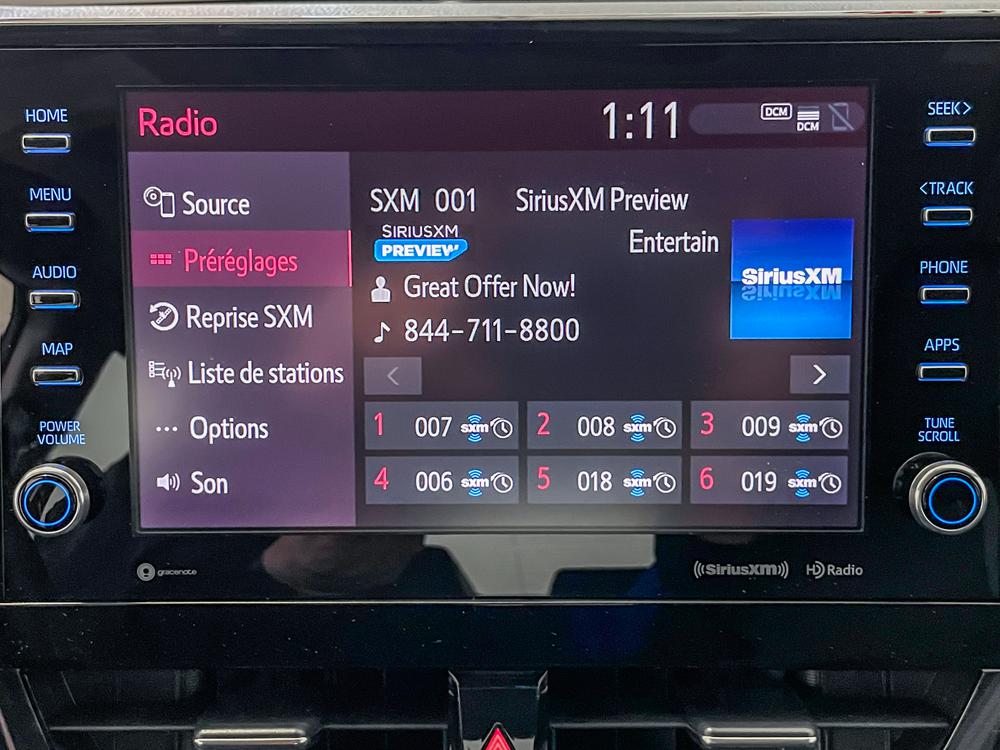 HOME
MENU
AUDIO
MAP
POWER
VOLUME
Radio
1:11
DCM
DCM
Source
Préréglages
Reprise SXM
Liste de stations
Options
Son
SXM 001 SiriusXM Preview
SIRIUSXM
PREVIEW
Entertain
SiriusXM
Great Offer Now!
844-711-8800
<
>
1 007 sxm
2 008 sxm
3 009 sxm
4 006 sxm
5 018 sxm
6 019 sxm
SEEK>
<TRACK
PHONE
APPS
TUNE
SCROLL
gracenote
((SiriusXM))
HD Radio